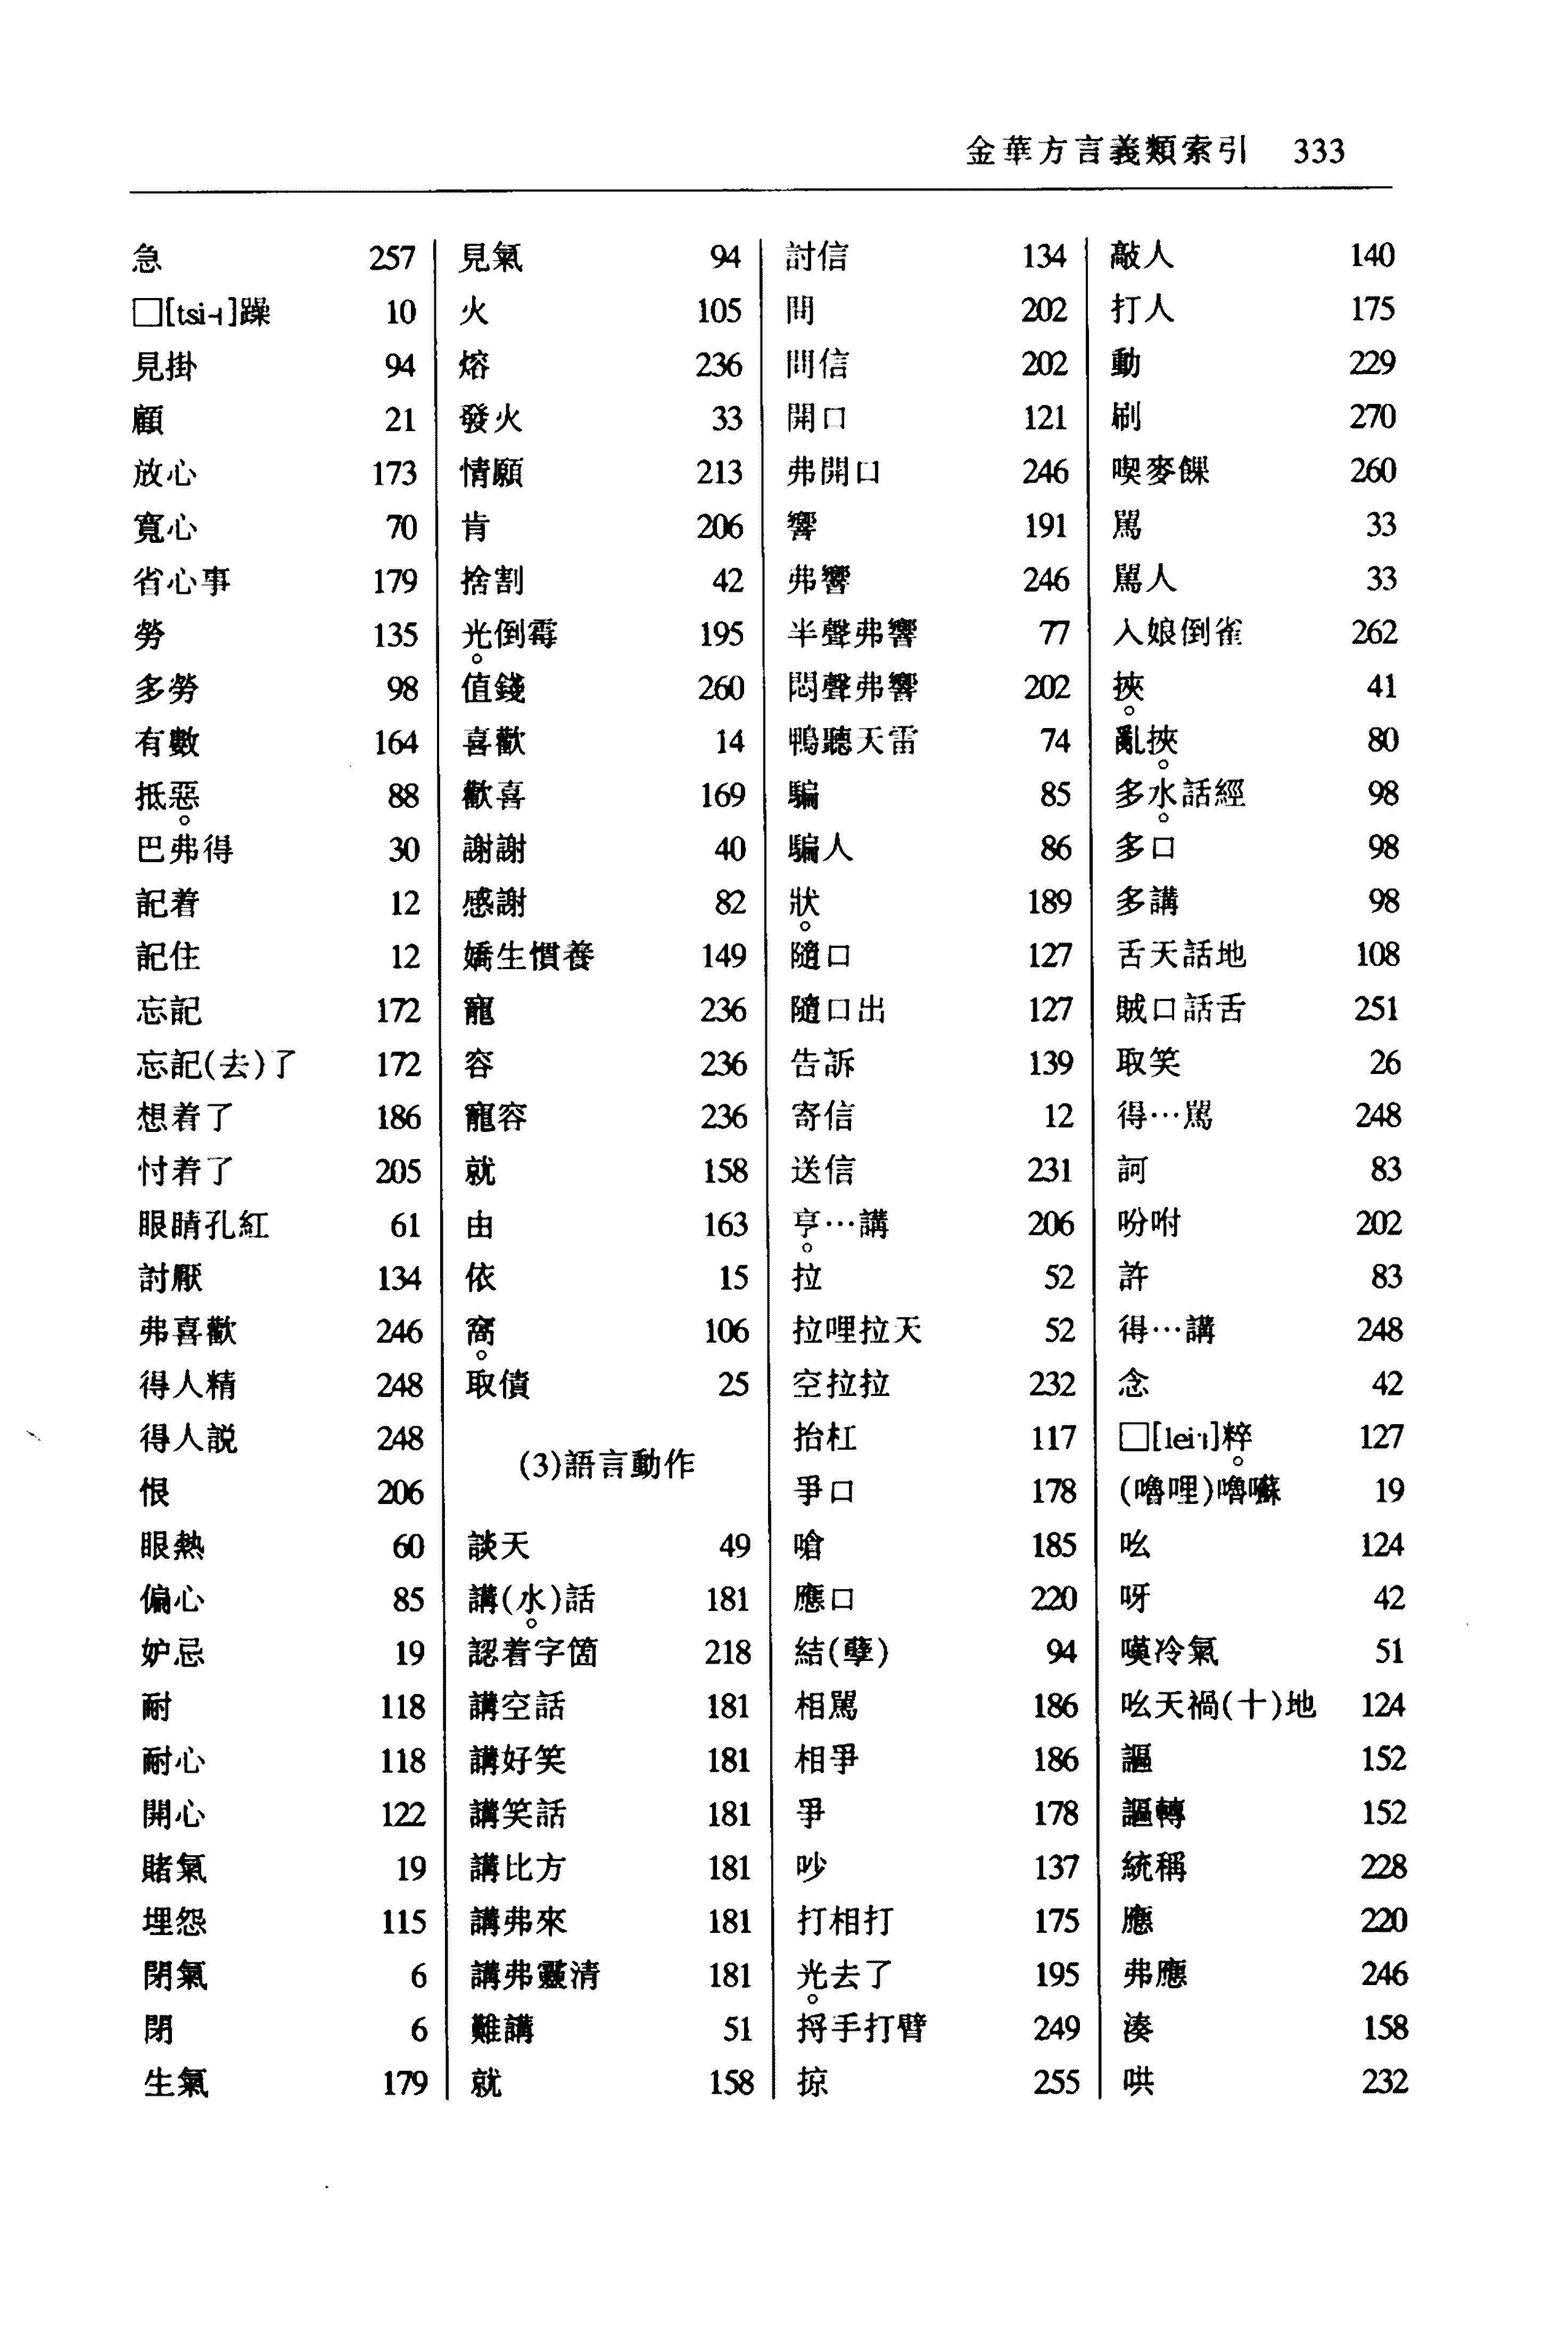 金華方言義類索引 333
急 257
□[tsi˧]躁 10
見掛 94
顧 21
放心 173
寬心 70
省心事 179
勞 135
多勞 98
有數 164
抵惡。 88
巴弗得 30
記着 12
記住 12
忘記 172
忘記(去)了 172
想着了 186
忖着了 205
眼睛孔紅 61
討厭 134
弗喜歡 246
得人精 248
得人説 248
恨 206
眼熱 60
偏心 85
妒忌 19
耐 118
耐心 118
開心 122
賭氣 19
埋怨 115
閉氣 6
閉 6
生氣 179
見氣 94
火 105
熔 236
發火 33
情願 213
肯 206
捨割 42
光。倒霉 195
值錢 260
喜歡 14
歡喜 169
謝謝 40
感謝 82
嬌生慣養 149
寵 236
容 236
寵容 236
就 158
由 163
依 15
窩。 106
取債 25
(3)語言動作
談天 49
講(水。)話 181
認着字箇 218
講空話 181
講好笑 181
講笑話 181
講比方 181
講弗來 181
講弗靈清 181
難講 51
就 158
討信 134
問 202
問信 202
開口 121
弗開口 246
響 191
弗響 246
半聲弗響 77
悶聲弗響 202
鴨聽天雷 74
騙 85
騙人 86
狀。 189
隨口 127
隨口出 127
告訴 139
寄信 12
送信 231
亨。…講 206
拉 52
拉哩拉天 52
空拉拉 232
抬杠 117
爭口 178
嗆 185
應口 220
結(孽) 94
相罵 186
相爭 186
爭 178
吵 137
打相打 175
光。去了 195
捋手打臂 249
掠 255
敲人 140
打人 175
動 229
刷 270
喫麥餜 260
罵 33
罵人 33
入娘倒雀 262
挾。 41
亂挾。 80
多水。話經 98
多口 98
多講 98
舌天話地 108
賊口話舌 251
取笑 26
得…罵 248
訶 83
吩咐 202
許 83
得…講 248
念 42
□[lei]粹。 127
(嚕哩)嚕囌 19
吆 124
呀 42
嘆冷氣 51
吆天禍(十)地 124
謳 152
謳轉 152
統稱 228
應 220
弗應 246
湊 158
哄 232